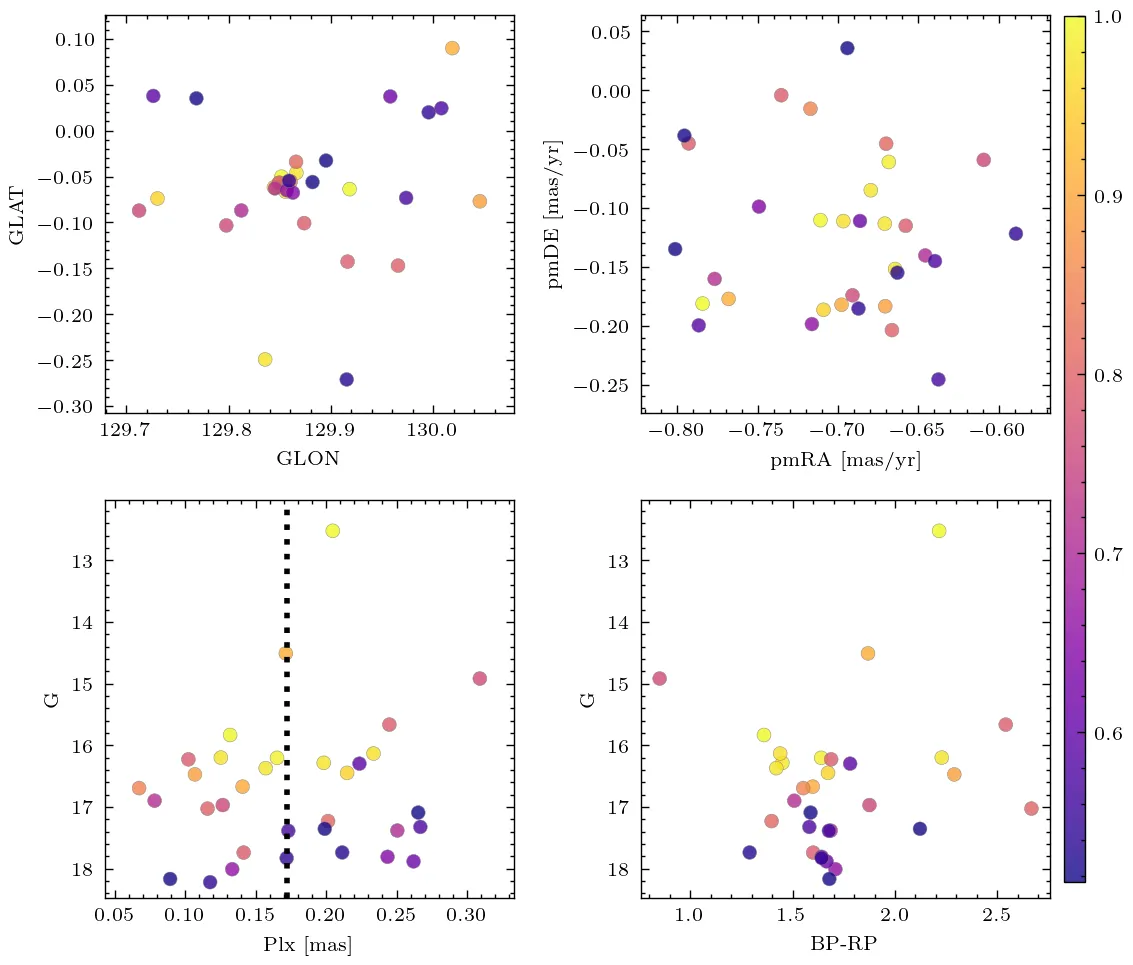 0.10
0.05
0.00
−0.05
−0.10
−0.15
−0.20
−0.25
−0.30
GLAT
129.7 129.8 129.9 130.0
GLON
0.05
0.00
−0.05
−0.10
−0.15
−0.20
−0.25
pmDE [mas/yr]
−0.80 −0.75 −0.70 −0.65 −0.60
pmRA [mas/yr]
13
14
15
16
17
18
G
0.05 0.10 0.15 0.20 0.25 0.30
Plx [mas]
13
14
15
16
17
18
G
1.0 1.5 2.0 2.5
BP-RP
1.0
0.9
0.8
0.7
0.6